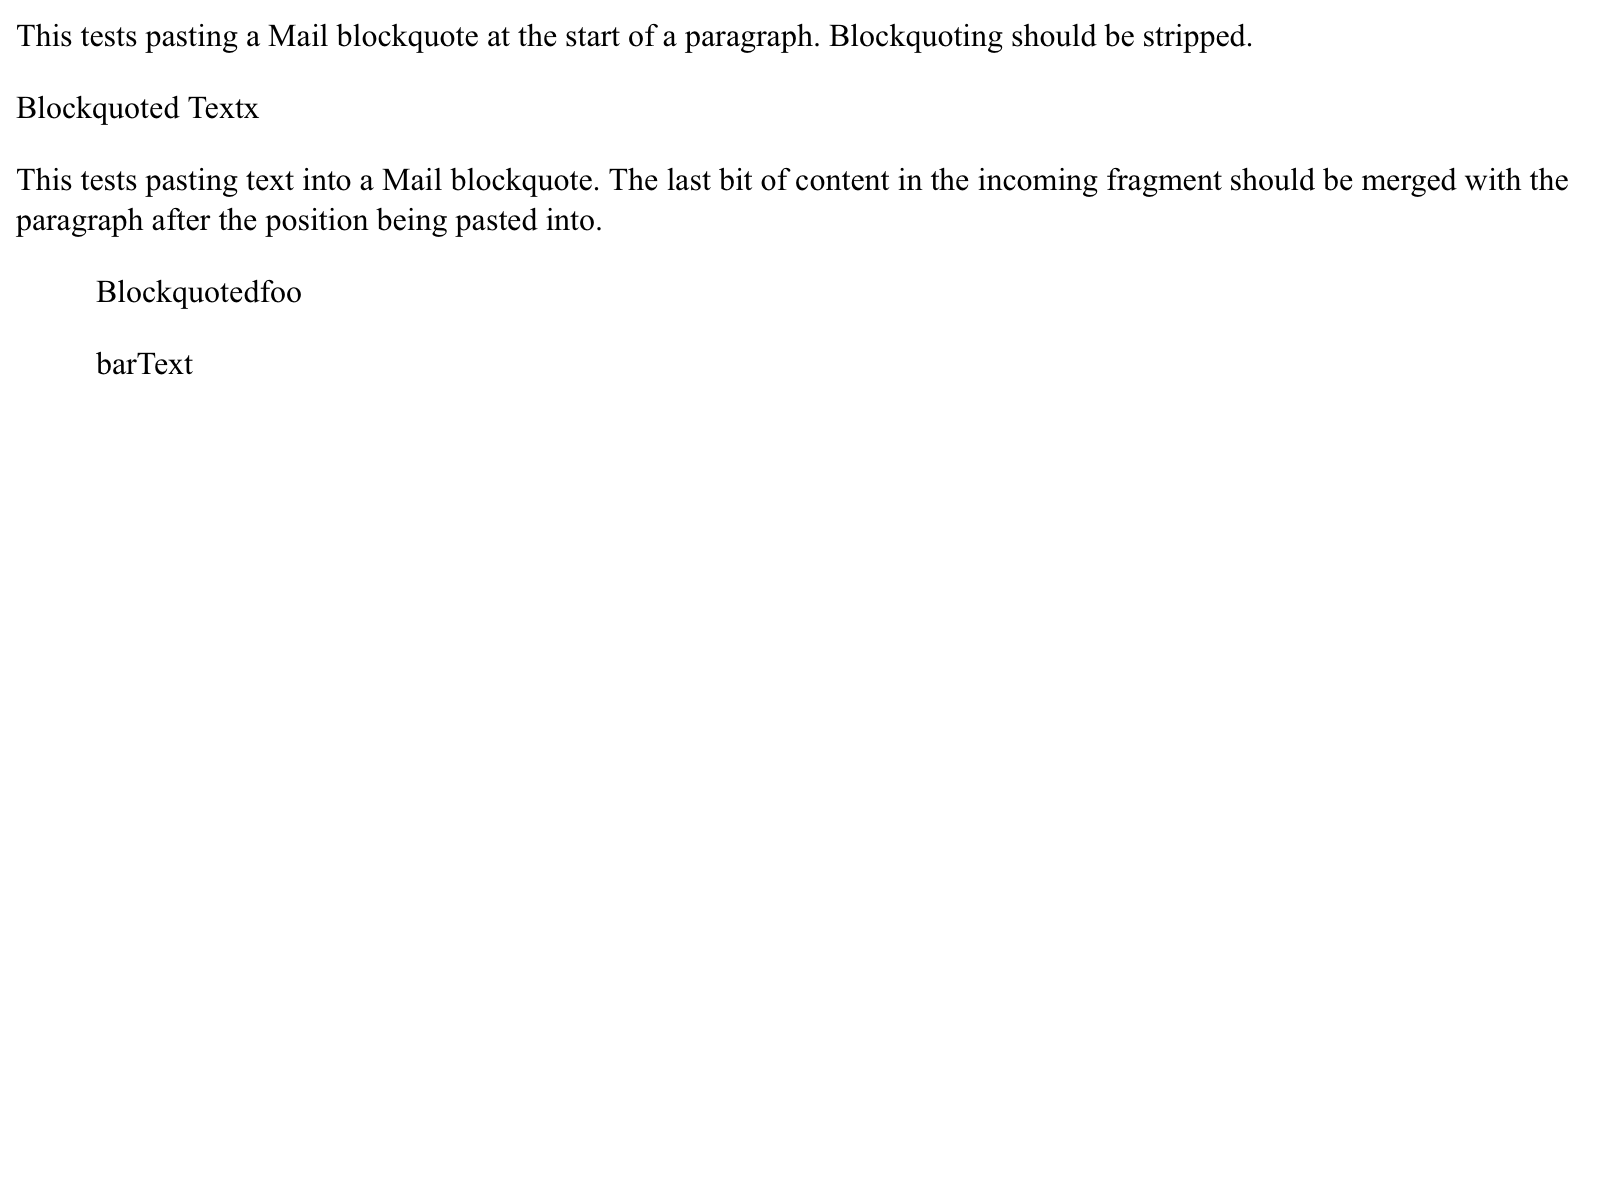 This tests pasting a Mail blockquote at the start of a paragraph. Blockquoting should be stripped.
Blockquoted Textx
This tests pasting text into a Mail blockquote. The last bit of content in the incoming fragment should be merged with the
paragraph after the position being pasted into.
Blockquotedfoo
barText